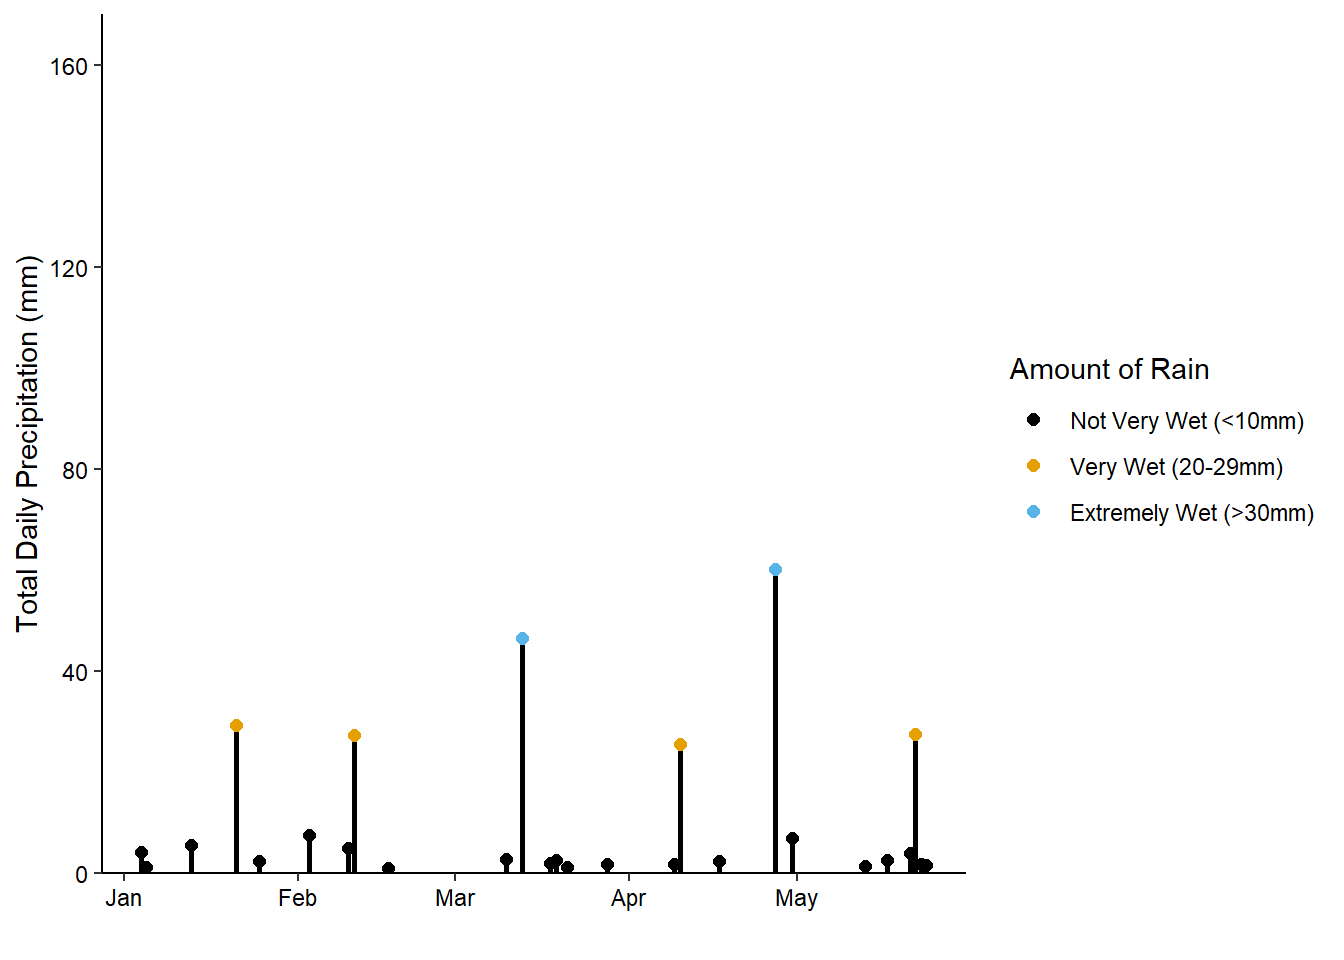 160
120
80
40
0
Total Daily Precipitation (mm)
Jan Feb Mar Apr May
Amount of Rain
Not Very Wet (<10mm)
Very Wet (20-29mm)
Extremely Wet (>30mm)